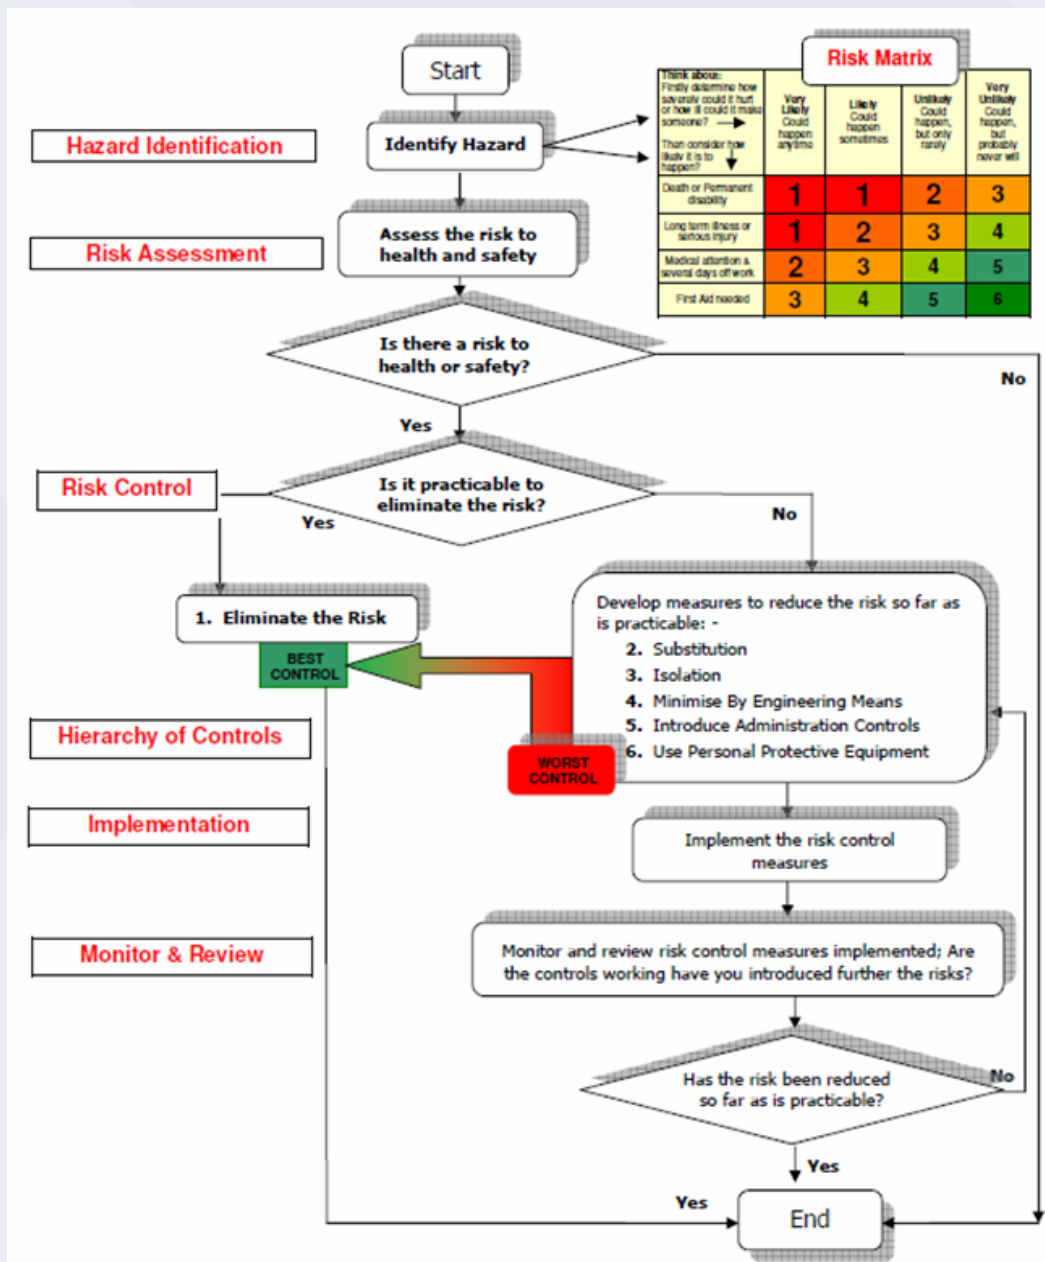 Start
Risk Matrix
Think about:
Firstly determine how
severely could it hurt
or how ill could it make
someone?
Then consider how
likely it is to
happen?
Very
Likely
Could
happen
anytime
Likely
Could
happen
sometimes
Unlikely
Could
happen,
but only
rarely
Very
Unlikely
Could
happen,
but
probably
never will
Death or Permanent
disability
1
1
2
3
Long term illness or
serious injury
1
2
3
4
Medical attention &
several days off work
2
3
4
5
First Aid needed
3
4
5
6
Hazard Identification
Identify Hazard
Risk Assessment
Assess the risk to
health and safety
Is there a risk to
health or safety?
No
Yes
Risk Control
Is it practicable to
eliminate the risk?
Yes
No
1. Eliminate the Risk
BEST
CONTROL
Develop measures to reduce the risk so far as
is practicable: -
2. Substitution
3. Isolation
4. Minimise By Engineering Means
5. Introduce Administration Controls
6. Use Personal Protective Equipment
WORST
CONTROL
Hierarchy of Controls
Implementation
Implement the risk control
measures
Monitor & Review
Monitor and review risk control measures implemented; Are
the controls working have you introduced further the risks?
Has the risk been reduced
so far as is practicable?
No
Yes
Yes
End